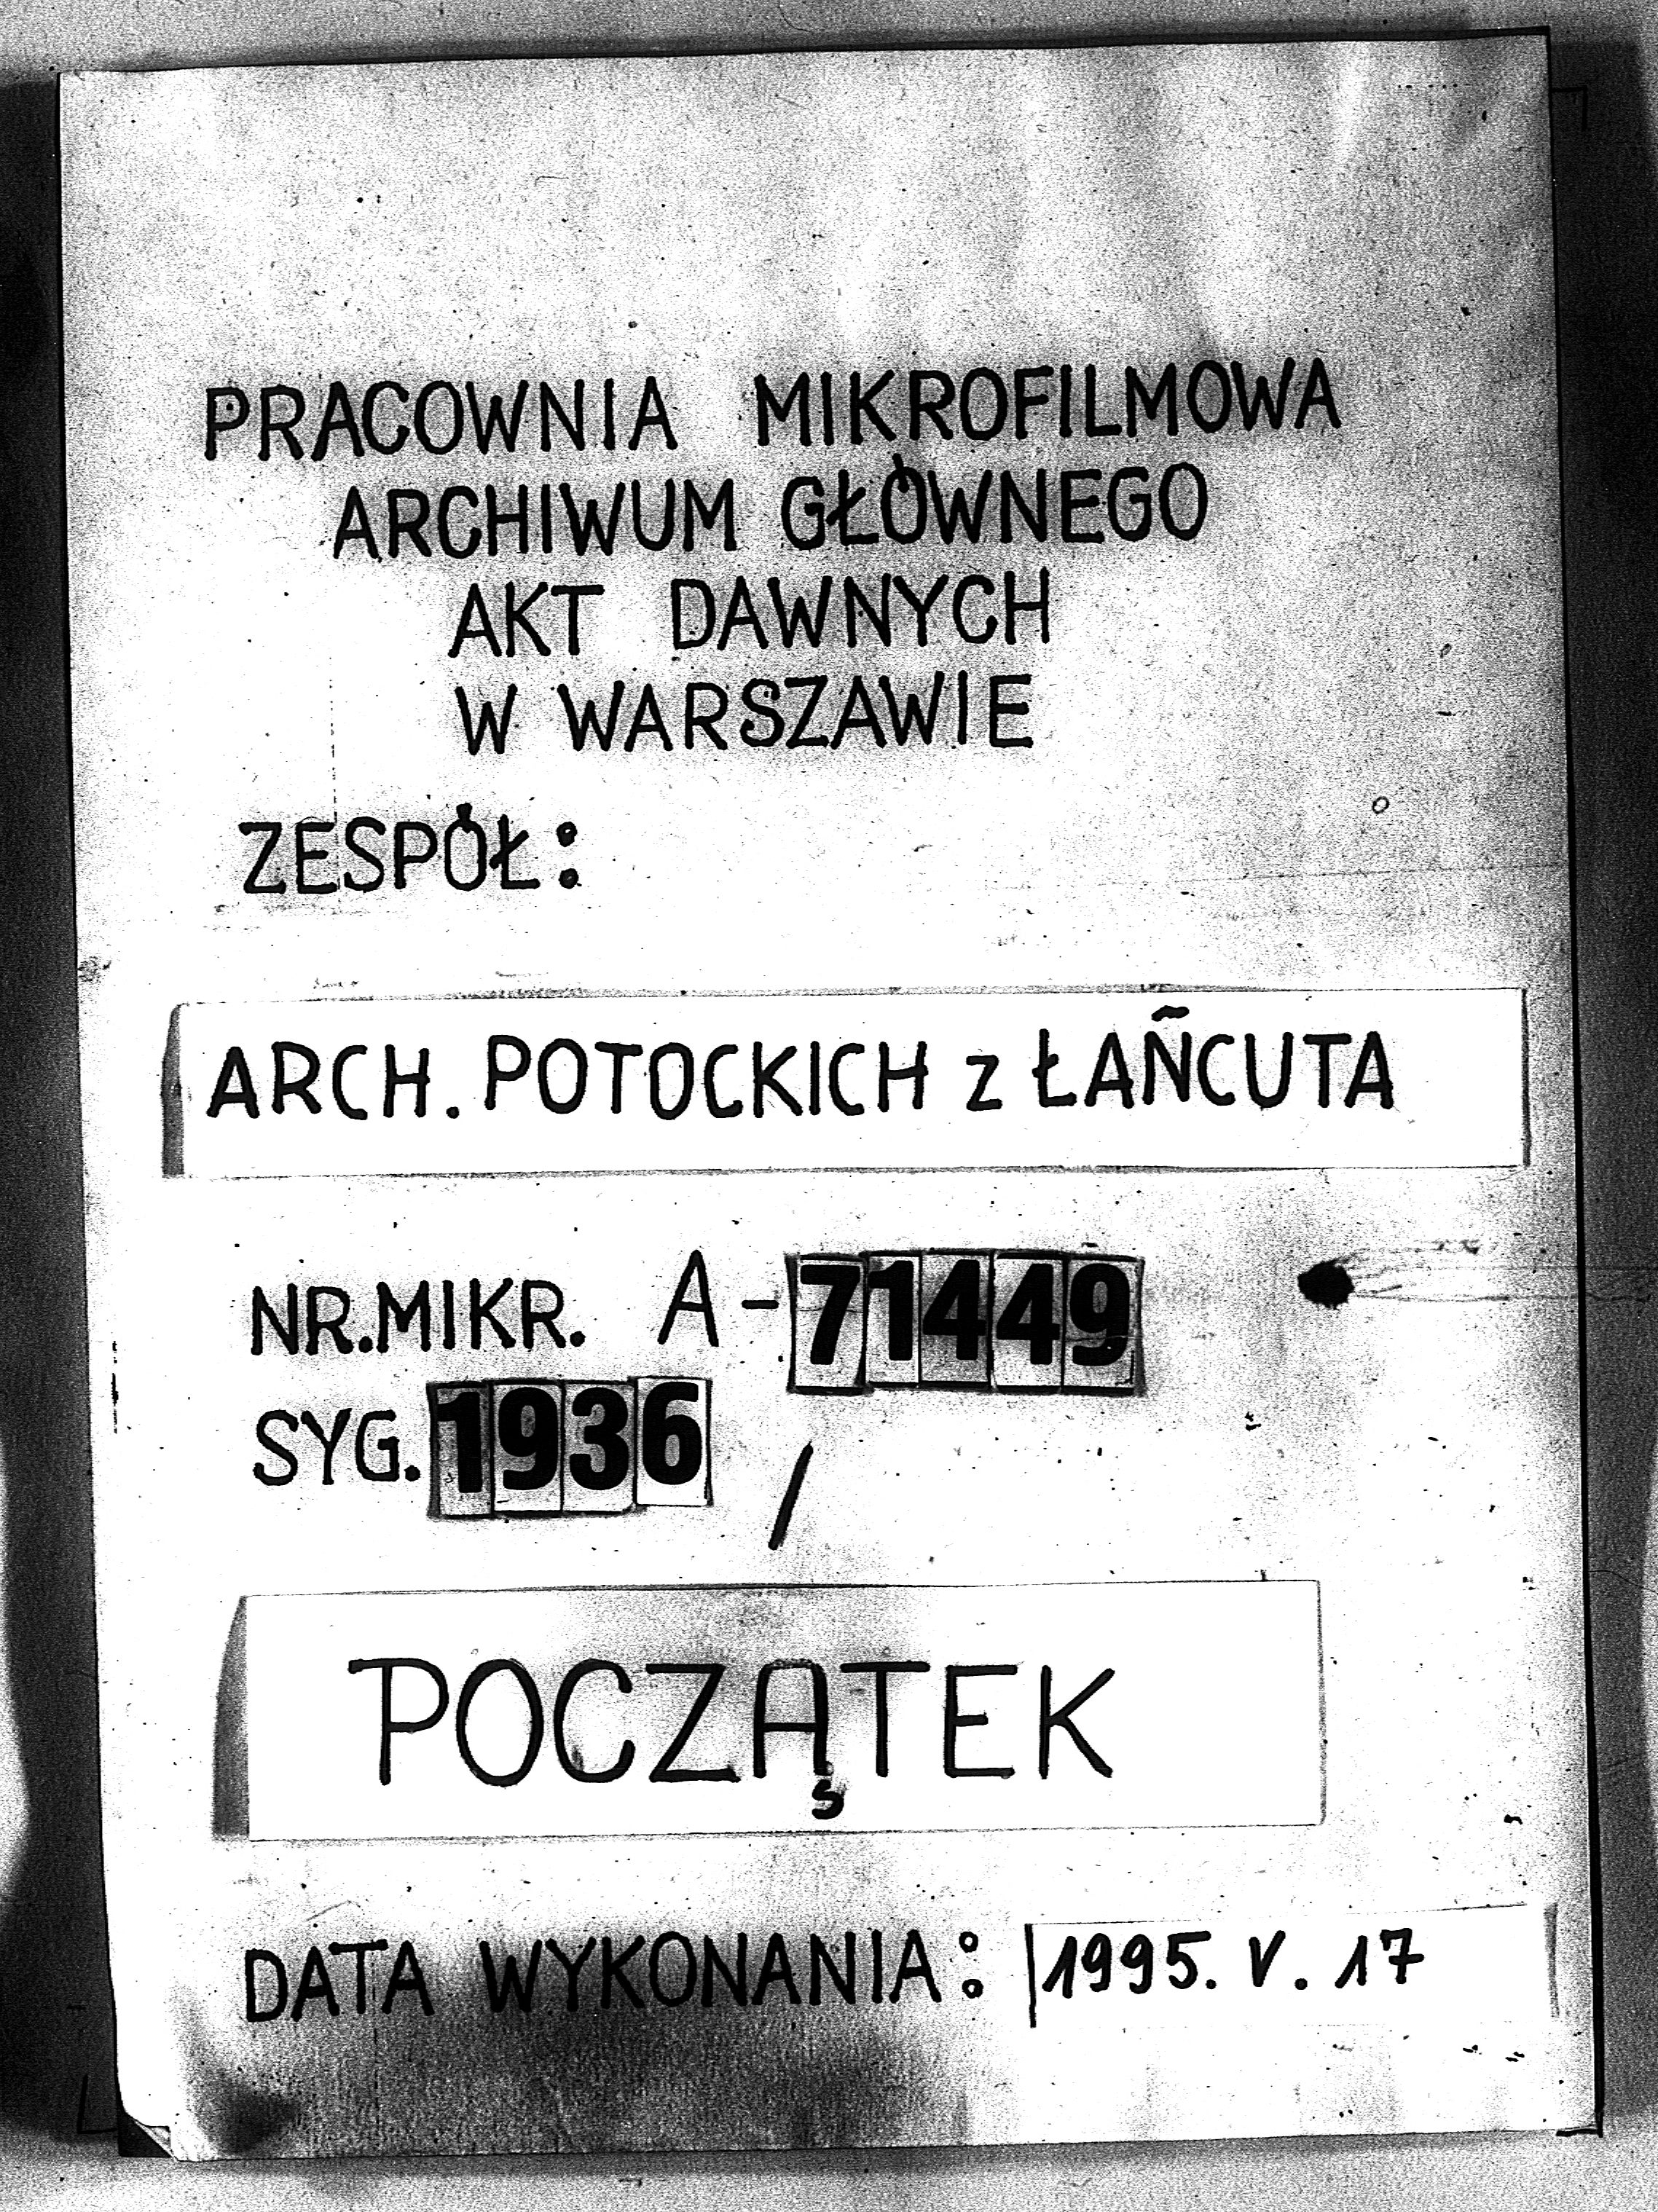 PRACOWNIA MIKROFILMOWA
ARCHIWUM GŁÓWNEGO
AKT DAWNYCH
W WARSZAWIE
ZESPÓŁ:
ARCH. POTOCKICH z ŁAŃCUTA
NR.MIKR. A-71449
SYG. 1936 /
POCZĄTEK
DATA WYKONANIA: 1995. V. 17